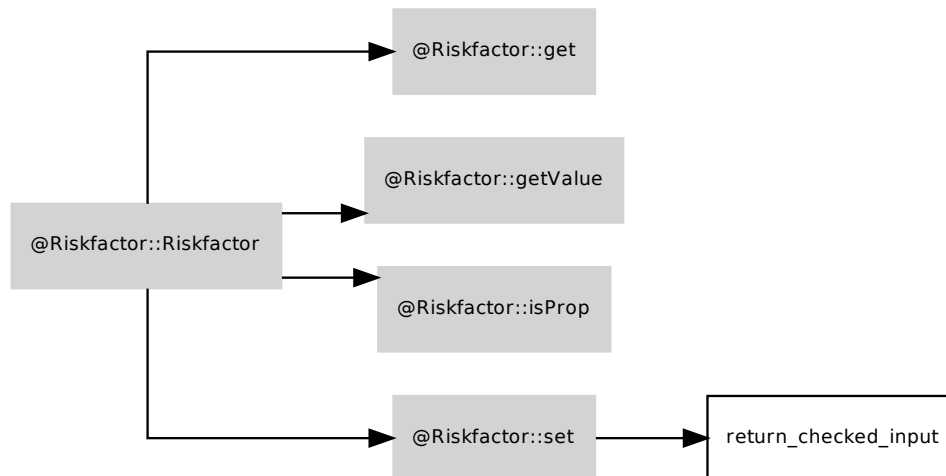 @Riskfactor::get
@Riskfactor::getValue
@Riskfactor::Riskfactor
@Riskfactor::isProp
@Riskfactor::set
return_checked_input